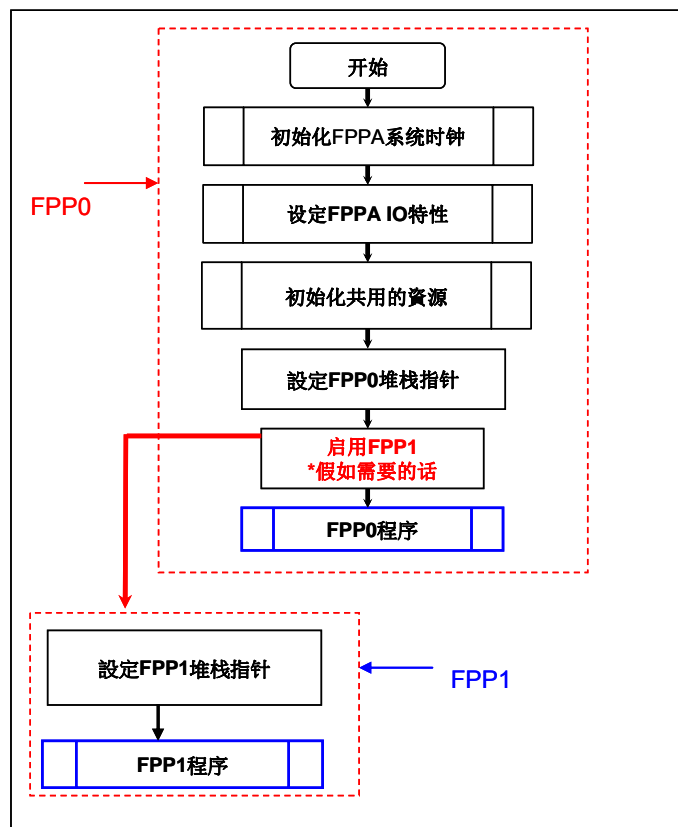 开始
初始化FPPA系统时钟
FPP0
设定FPPA IO特性
初始化共用的資源
設定FPP0堆栈指针
启用FPP1
*假如需要的话
FPP0程序
設定FPP1堆栈指针
FPP1
FPP1程序